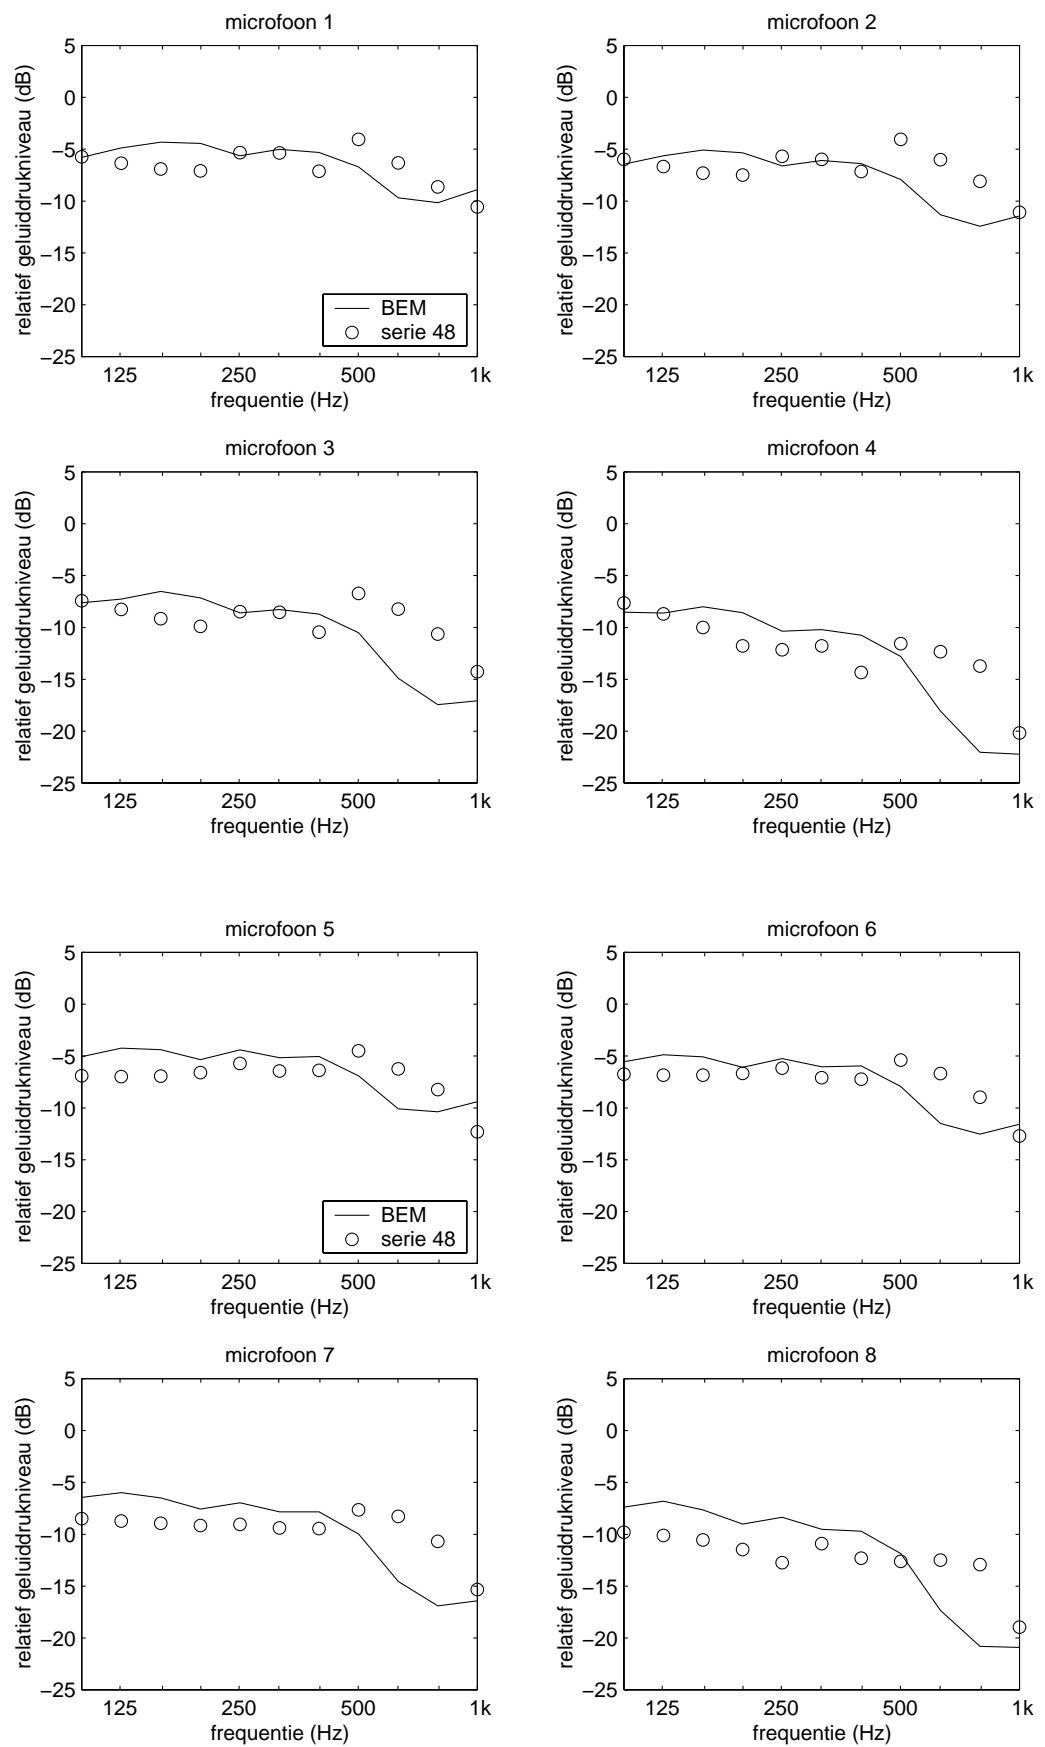 microfoon 1
5
0
−5
−10
−15
−20
−25
relatief geluiddrukniveau (dB)
BEM
serie 48
125 250 500 1k
frequentie (Hz)
microfoon 2
5
0
−5
−10
−15
−20
−25
relatief geluiddrukniveau (dB)
125 250 500 1k
frequentie (Hz)
microfoon 3
5
0
−5
−10
−15
−20
−25
relatief geluiddrukniveau (dB)
125 250 500 1k
frequentie (Hz)
microfoon 4
5
0
−5
−10
−15
−20
−25
relatief geluiddrukniveau (dB)
125 250 500 1k
frequentie (Hz)
microfoon 5
5
0
−5
−10
−15
−20
−25
relatief geluiddrukniveau (dB)
BEM
serie 48
125 250 500 1k
frequentie (Hz)
microfoon 6
5
0
−5
−10
−15
−20
−25
relatief geluiddrukniveau (dB)
125 250 500 1k
frequentie (Hz)
microfoon 7
5
0
−5
−10
−15
−20
−25
relatief geluiddrukniveau (dB)
125 250 500 1k
frequentie (Hz)
microfoon 8
5
0
−5
−10
−15
−20
−25
relatief geluiddrukniveau (dB)
125 250 500 1k
frequentie (Hz)